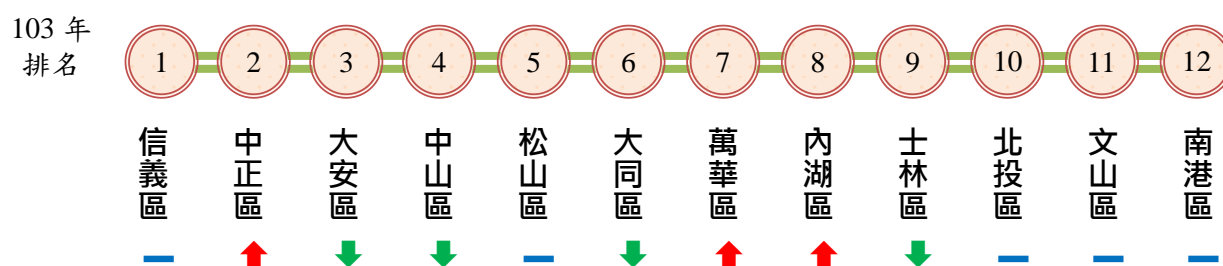 103 年
排名
1 2 3 4 5 6 7 8 9 10 11 12
信義區
中正區
大安區
中山區
松山區
大同區
萬華區
內湖區
士林區
北投區
文山區
南港區